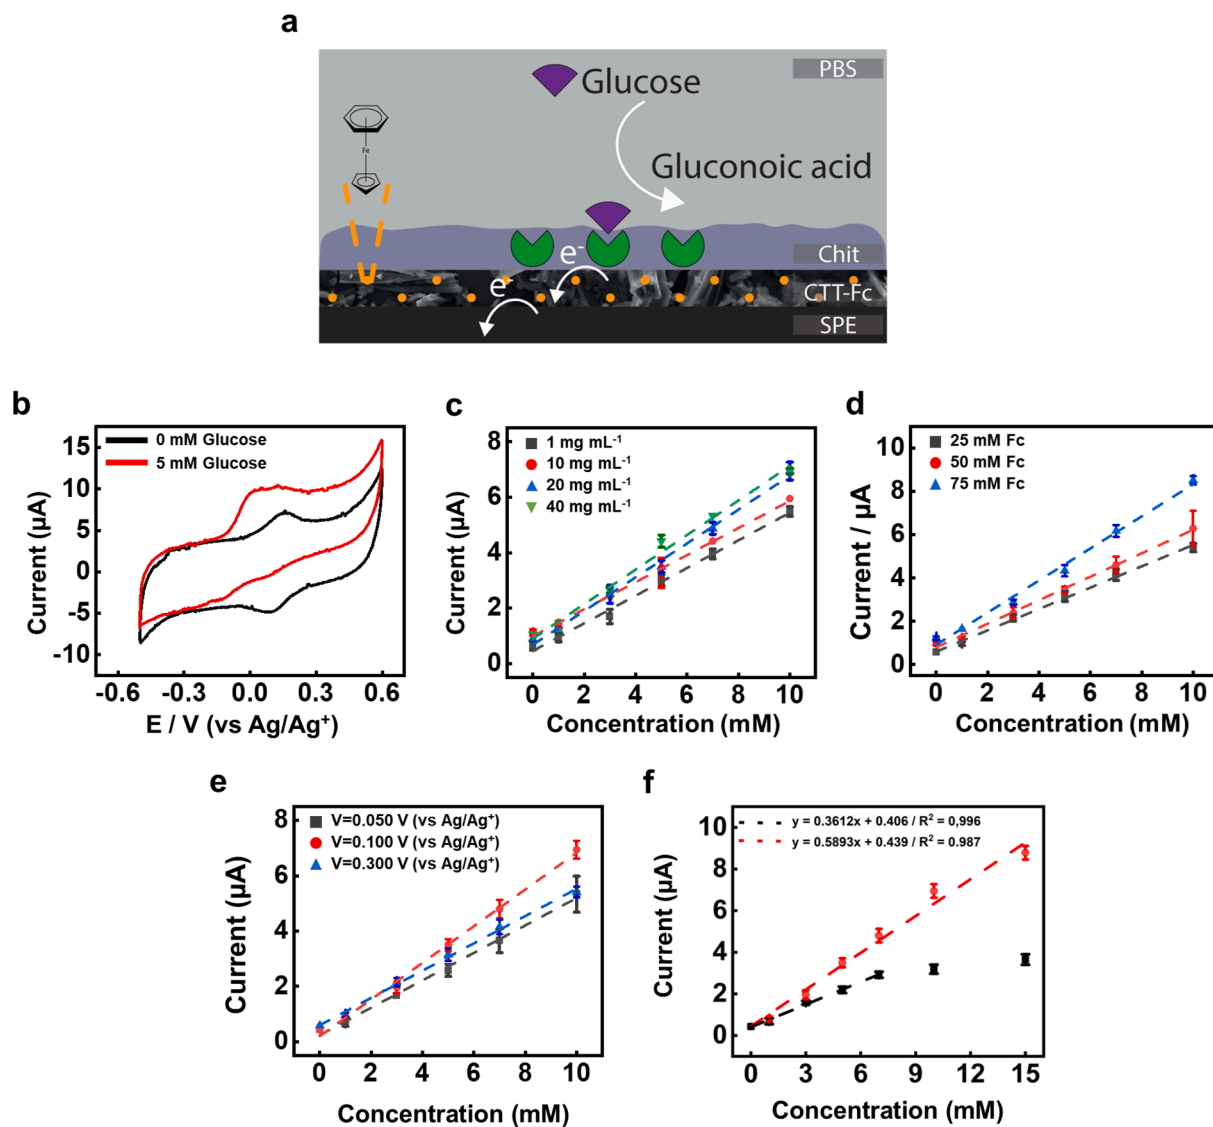 a
PBS
Glucose
Fe
Gluconoic acid
Chit
e-
CTT-Fc
e-
SPE
b
0 mM Glucose
5 mM Glucose
15
10
5
0
-5
-10
Current (µA)
-0.6 -0.3 0.0 0.3 0.6
E / V (vs Ag/Ag⁺)
c
1 mg mL⁻¹
10 mg mL⁻¹
20 mg mL⁻¹
40 mg mL⁻¹
8
6
4
2
0
Current (µA)
0 2 4 6 8 10
Concentration (mM)
d
25 mM Fc
50 mM Fc
75 mM Fc
10
8
6
4
2
0
Current / µA
0 2 4 6 8 10
Concentration (mM)
e
V=0.050 V (vs Ag/Ag⁺)
V=0.100 V (vs Ag/Ag⁺)
V=0.300 V (vs Ag/Ag⁺)
8
6
4
2
0
Current (µA)
0 2 4 6 8 10
Concentration (mM)
f
y = 0.3612x + 0.406 / R² = 0,996
y = 0.5893x + 0.439 / R² = 0.987
10
8
6
4
2
0
Current (µA)
0 3 6 9 12 15
Concentration (mM)